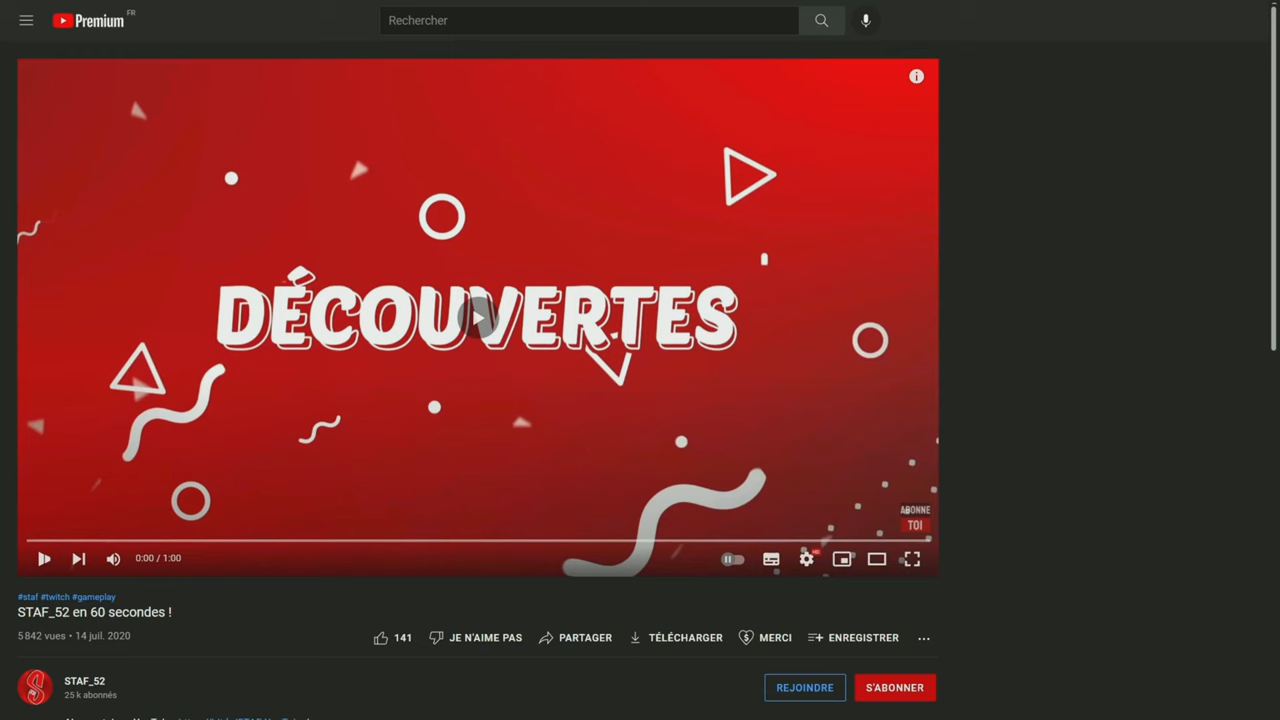 Premium FR
Rechercher
DÉCOUVERTES
ABONNE
TOI
0:00 / 1:00
#staf #twitch #gameplay
STAF_52 en 60 secondes !
5 842 vues • 14 juil. 2020
141 JE N'AIME PAS PARTAGER TÉLÉCHARGER MERCI ENREGISTRER
STAF_52
25 k abonnés
REJOINDRE S'ABONNER